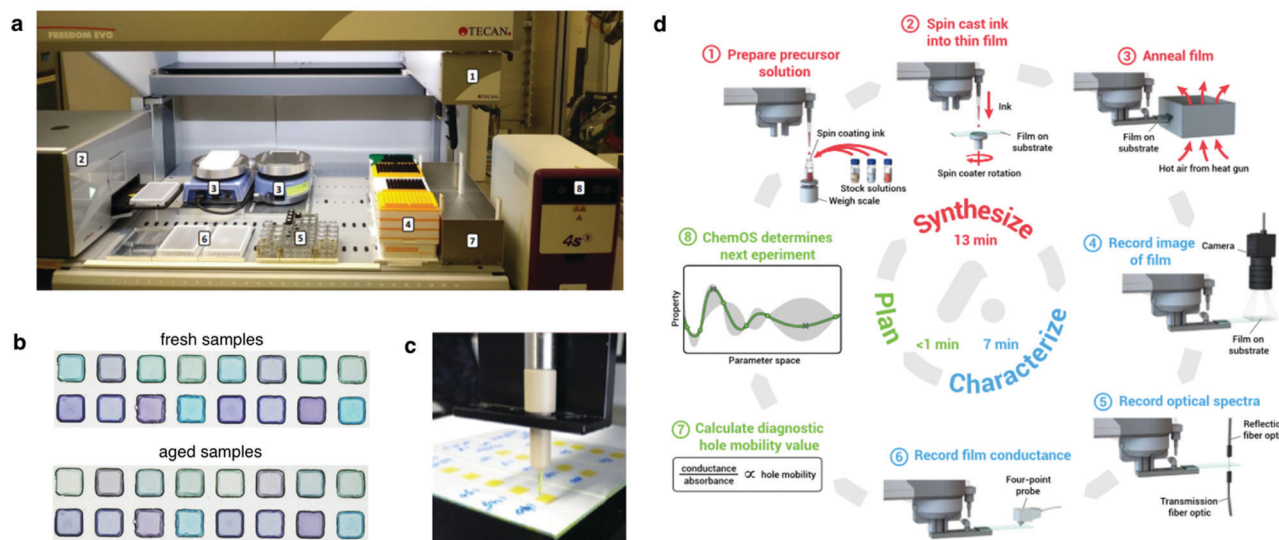 a
FREEDOM EVO
TECAN.
TECAN
1
2
3
3
4
5
6
7
8
4s
b
fresh samples
aged samples
c
d
① Prepare precursor
solution
Spin coating ink
Stock solutions
Weigh scale
② Spin cast ink
into thin film
Ink
Film on
substrate
Spin coater rotation
③ Anneal film
Film on
substrate
Hot air from heat gun
④ Record image
of film
Camera
Film on
substrate
⑤ Record optical spectra
Reflectio
fiber opti
Transmission
fiber optic
⑥ Record film conductance
Four-point
probe
⑦ Calculate diagnostic
hole mobility value
conductance
absorbance
∝ hole mobility
⑧ ChemOS determines
next eperiment
Property
Parameter space
Synthesize
13 min
Characterize
7 min
Plan
<1 min